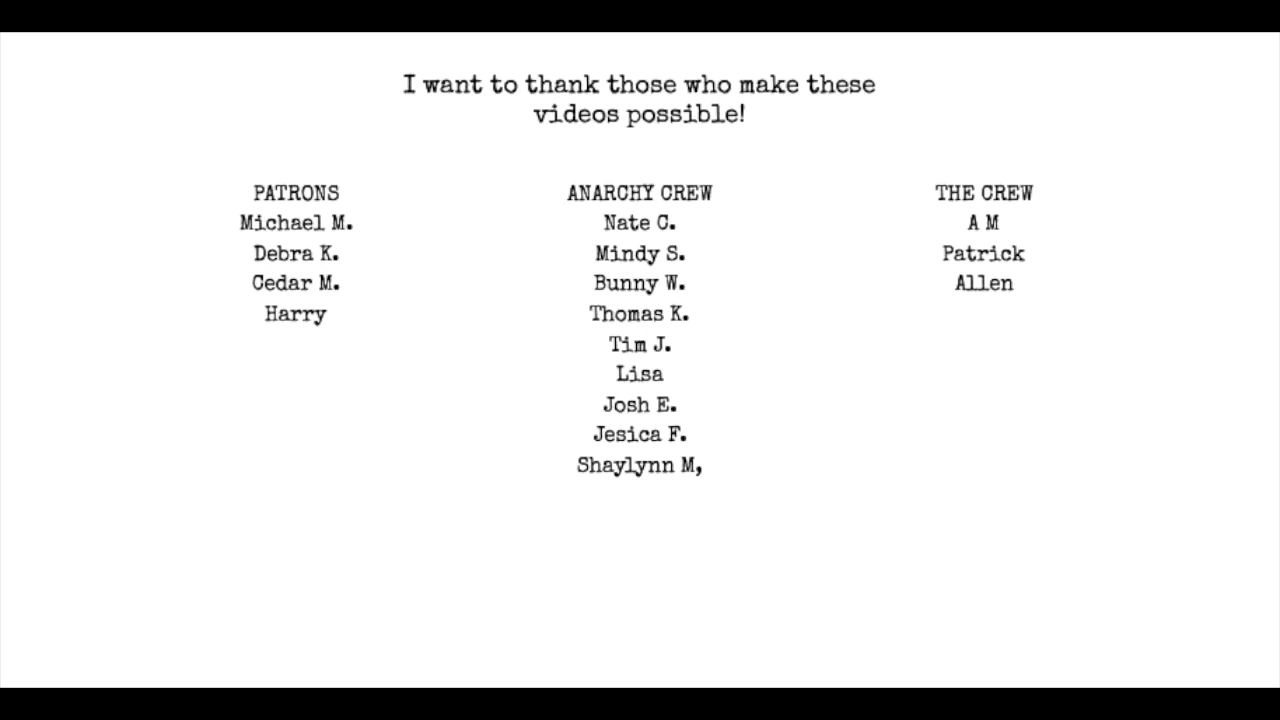 I want to thank those who make these
videos possible!
PATRONS
Michael M.
Debra K.
Cedar M.
Harry
ANARCHY CREW
Nate C.
Mindy S.
Bunny W.
Thomas K.
Tim J.
Lisa
Josh E.
Jesica F.
Shaylynn M,
THE CREW
A M
Patrick
Allen